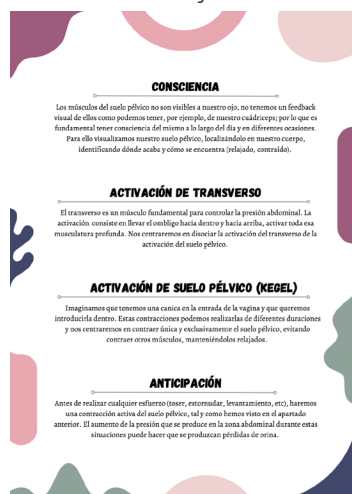 CONSCIENCIA
Los músculos del suelo pélvico no son visibles a nuestro ojo, no tenemos un feedback
visual de ellos como podemos tener, por ejemplo, de nuestro cuádriceps; por lo que es
fundamental tener consciencia del mismo a lo largo del día y en diferentes ocasiones.
Para ello visualizamos nuestro suelo pélvico, localizándolo en nuestro cuerpo,
identificando dónde acaba y cómo se encuentra (relajado, contraído).
ACTIVACIÓN DE TRANSVERSO
El transverso es un músculo fundamental para controlar la presión abdominal. La
activación consiste en llevar el ombligo hacia dentro y hacia arriba, activar toda esa
musculatura profunda. Nos centraremos en disociar la activación del transverso de la
activación del suelo pélvico.
ACTIVACIÓN DE SUELO PÉLVICO (KEGEL)
Imaginamos que tenemos una canica en la entrada de la vagina y que queremos
introducirla dentro. Estas contracciones podemos realizarlas de diferentes duraciones
y nos centraremos en contraer única y exclusivamente el suelo pélvico, evitando
contraer otros músculos, manteniéndolos relajados.
ANTICIPACIÓN
Antes de realizar cualquier esfuerzo (toser, estornudar, levantamiento, etc), haremos
una contracción activa del suelo pélvico, tal y como hemos visto en el apartado
anterior. El aumento de la presión que se produce en la zona abdominal durante estas
situaciones puede hacer que se produzcan pérdidas de orina.